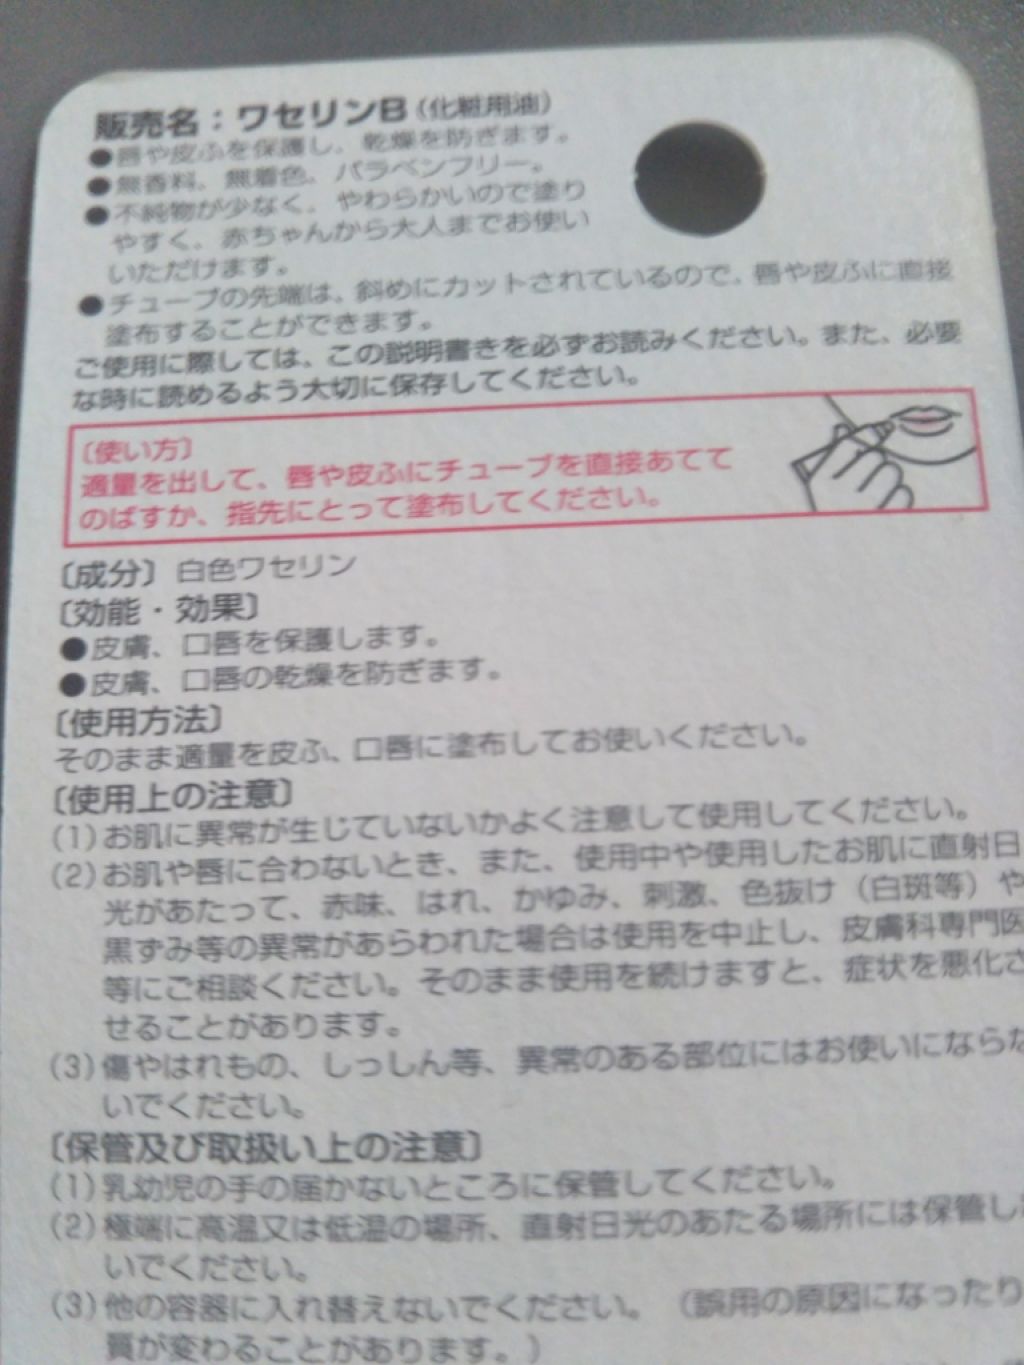 販売名：ワセリンB（化粧用油）
●唇や皮ふを保護し、乾燥を防ぎます。
●無香料、無着色、パラベンフリー。
●不純物が少なく、やわらかいので塗り
やすく、赤ちゃんから大人までお使い
いただけます。
●チューブの先端は、斜めにカットされているので、唇や皮ふに直接
塗布することができます。
ご使用に際しては、この説明書きを必ずお読みください。また、必要
な時に読めるよう大切に保存してください。
〔使い方〕
適量を出して、唇や皮ふにチューブを直接あてて
のばすか、指先にとって塗布してください。
〔成分〕白色ワセリン
〔効能・効果〕
●皮膚、口唇を保護します。
●皮膚、口唇の乾燥を防ぎます。
〔使用方法〕
そのまま適量を皮ふ、口唇に塗布してお使いください。
〔使用上の注意〕
(1)お肌に異常が生じていないかよく注意して使用してください。
(2)お肌や唇に合わないとき、また、使用中や使用したお肌に直射日
光があたって、赤味、はれ、かゆみ、刺激、色抜け（白斑等）や
黒ずみ等の異常があらわれた場合は使用を中止し、皮膚科専門医
等にご相談ください。そのまま使用を続けますと、症状を悪化さ
せることがあります。
(3)傷やはれもの、しっしん等、異常のある部位にはお使いにならな
いでください。
〔保管及び取扱い上の注意〕
(1)乳幼児の手の届かないところに保管してください。
(2)極端に高温又は低温の場所、直射日光のあたる場所には保管し
いでください。
(3)他の容器に入れ替えないでください。（誤用の原因になったり
質が変わることがあります。）